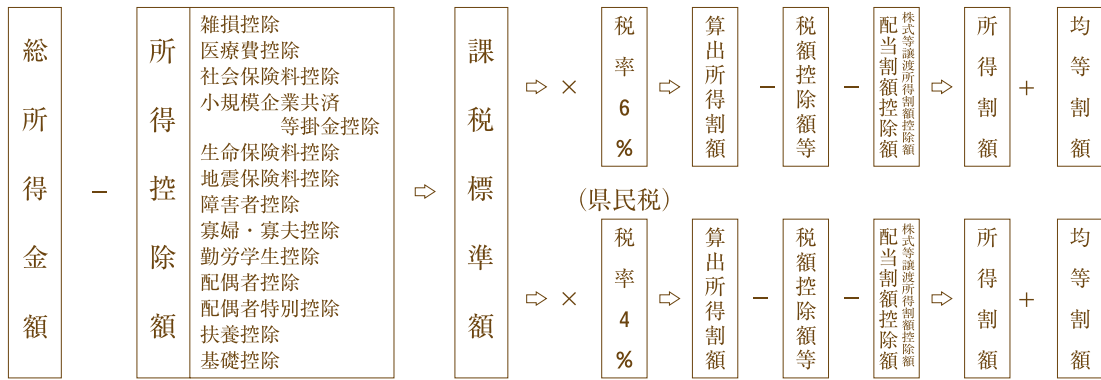 総所得金額
−
所得控除額
雑損控除
医療費控除
社会保険料控除
小規模企業共済
等掛金控除
生命保険料控除
地震保険料控除
障害者控除
寡婦・寡夫控除
勤労学生控除
配偶者控除
配偶者特別控除
扶養控除
基礎控除
⇨
課税標準額
⇨ ×
税率6%
⇨
算出所得割額
−
税額控除額等
−
配当割額控除額
株式等譲渡所得割額控除額
⇨
所得割額
+
均等割額
(県民税)
⇨ ×
税率4%
⇨
算出所得割額
−
税額控除額等
−
配当割額控除額
株式等譲渡所得割額控除額
⇨
所得割額
+
均等割額